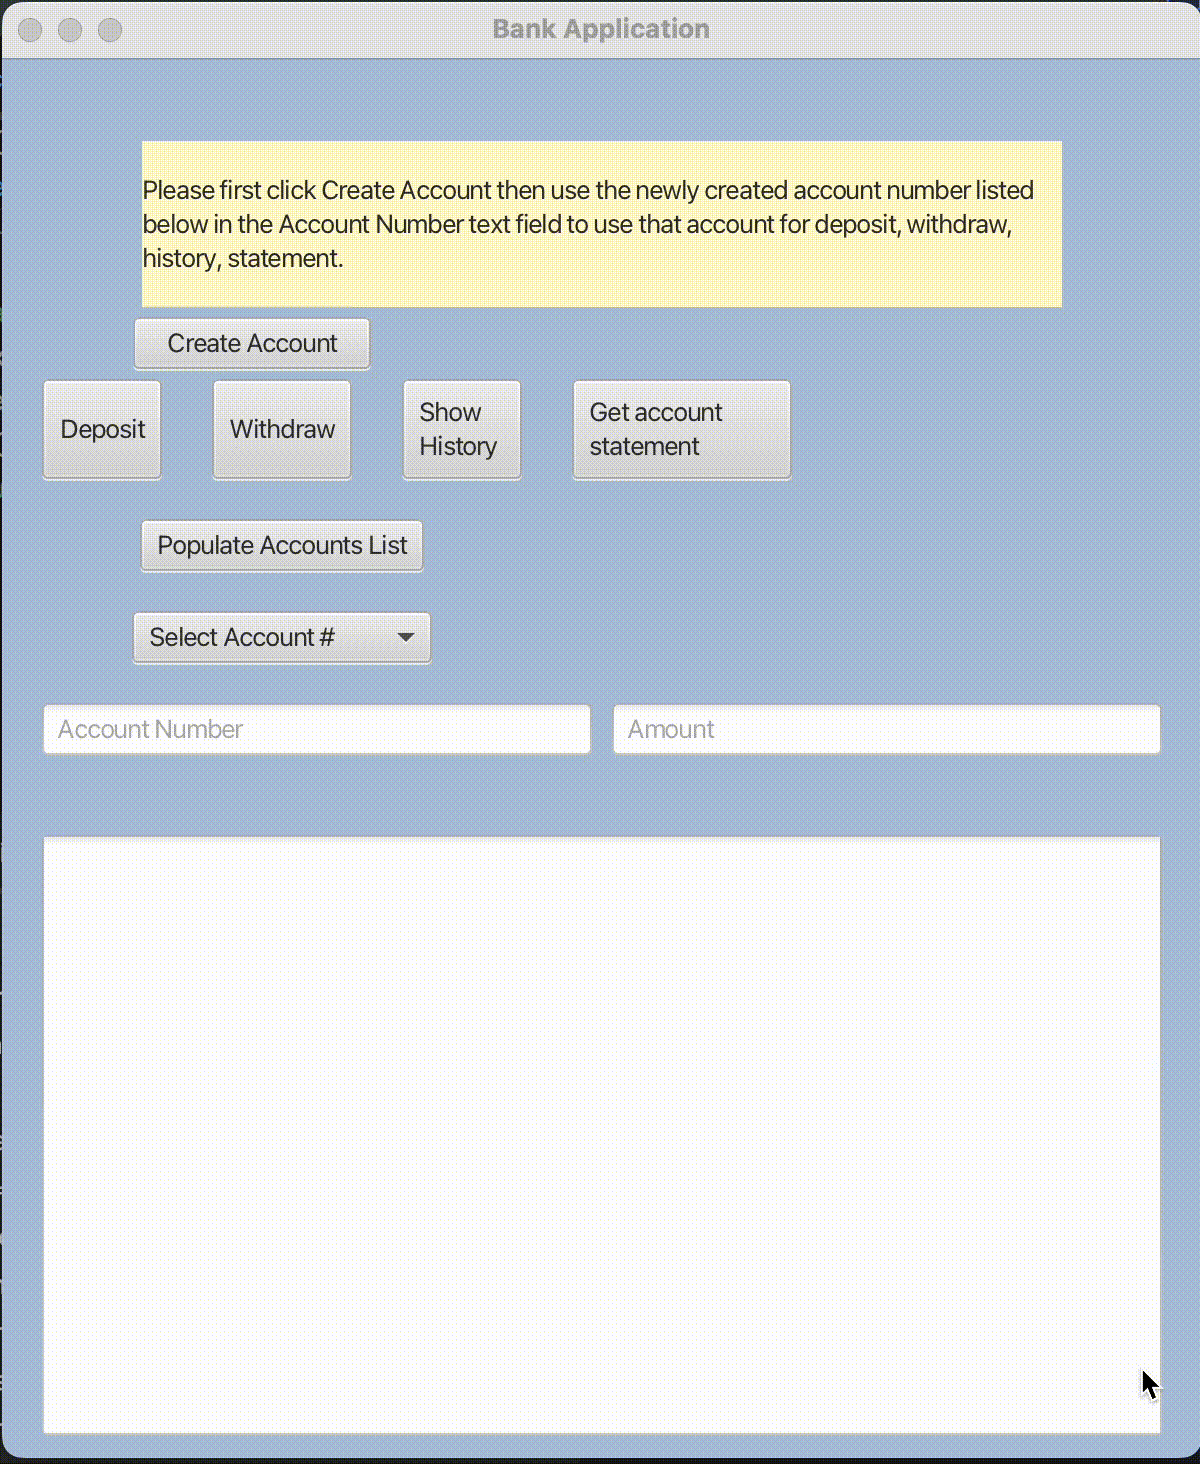 Bank Application
Please first click Create Account then use the newly created account number listed
below in the Account Number text field to use that account for deposit, withdraw,
history, statement.
Create Account
Deposit
Withdraw
Show
History
Get account
statement
Populate Accounts List
Select Account #
Account Number
Amount